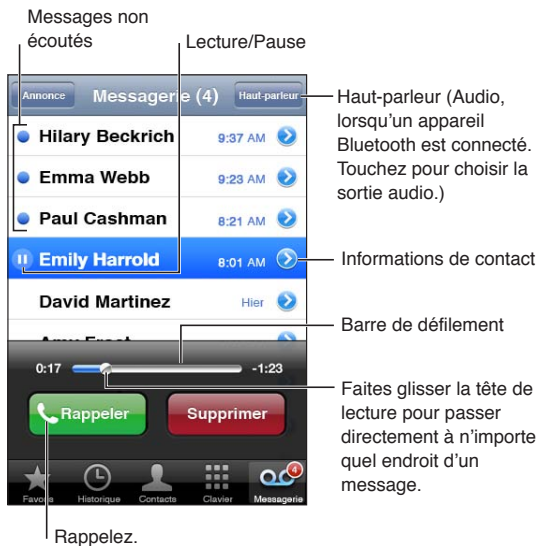 Messages non
écoutés
Lecture/Pause
Annonce
Messagerie (4)
Haut-parleur
Hilary Beckrich 9:37 AM
Emma Webb 9:23 AM
Paul Cashman 8:21 AM
Emily Harrold 8:01 AM
David Martinez Hier
Haut-parleur (Audio,
lorsqu'un appareil
Bluetooth est connecté.
Touchez pour choisir la
sortie audio.)
Informations de contact
Barre de défilement
0:17 -1:23
Faites glisser la tête de
lecture pour passer
directement à n'importe
quel endroit d'un
message.
Rappeler
Supprimer
4
Favoris Historique Contacts Clavier Messagerie
Rappelez.